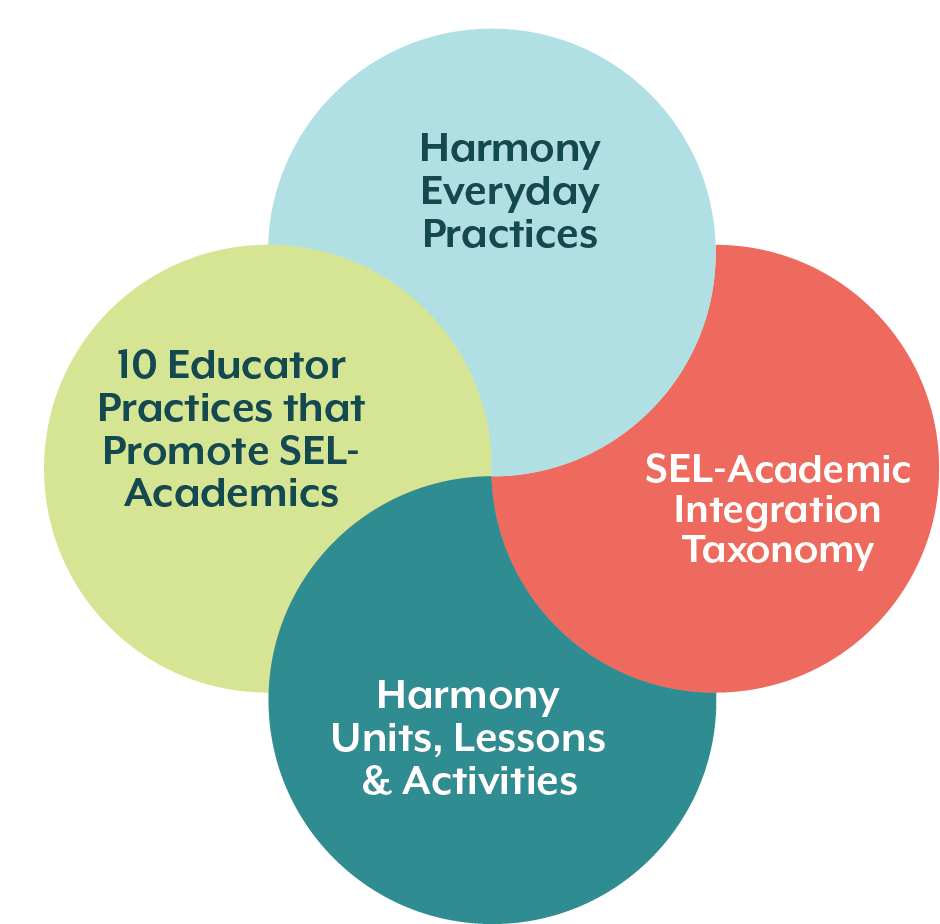 Harmony
Everyday
Practices
10 Educator
Practices that
Promote SEL-
Academics
SEL-Academic
Integration
Taxonomy
Harmony
Units, Lessons
& Activities